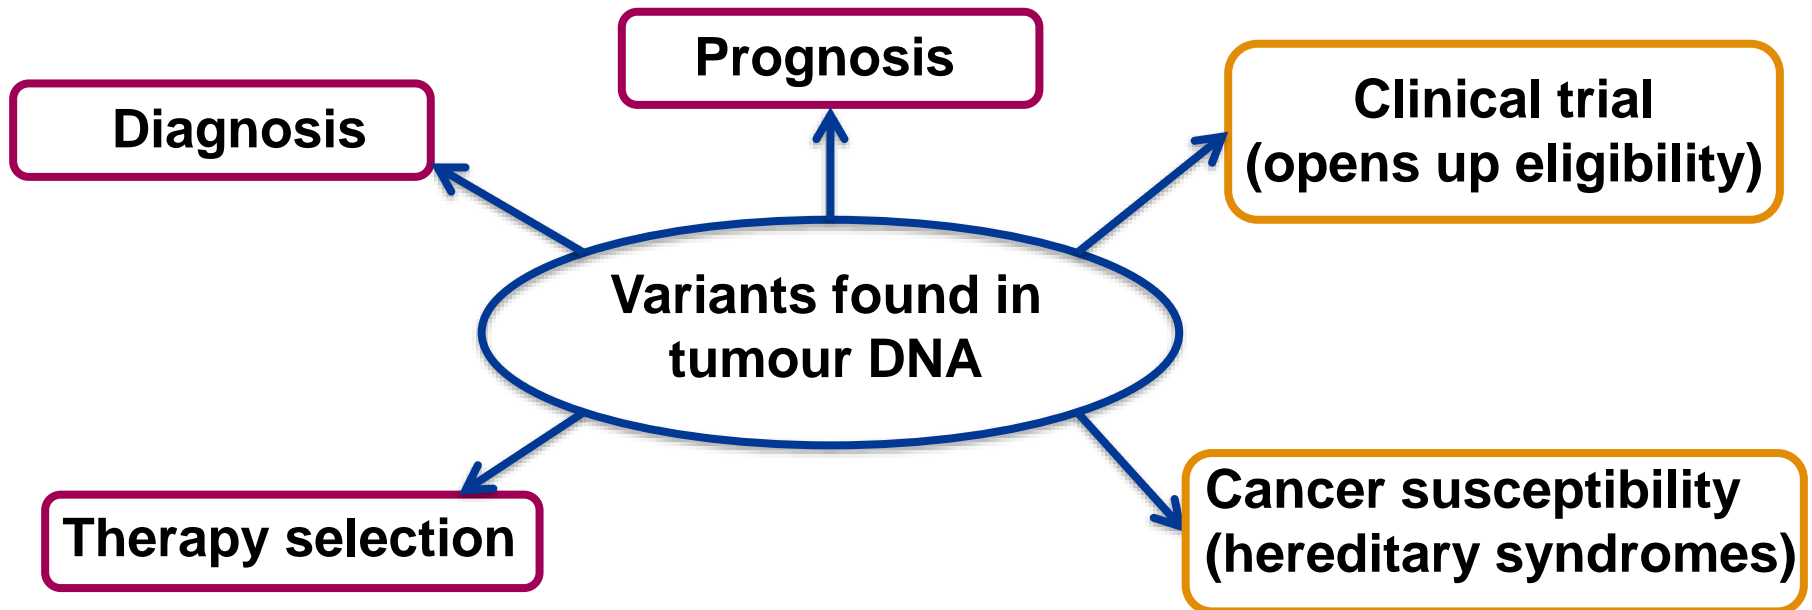 Prognosis
Diagnosis
Clinical trial
(opens up eligibility)
Variants found in
tumour DNA
Therapy selection
Cancer susceptibility
(hereditary syndromes)